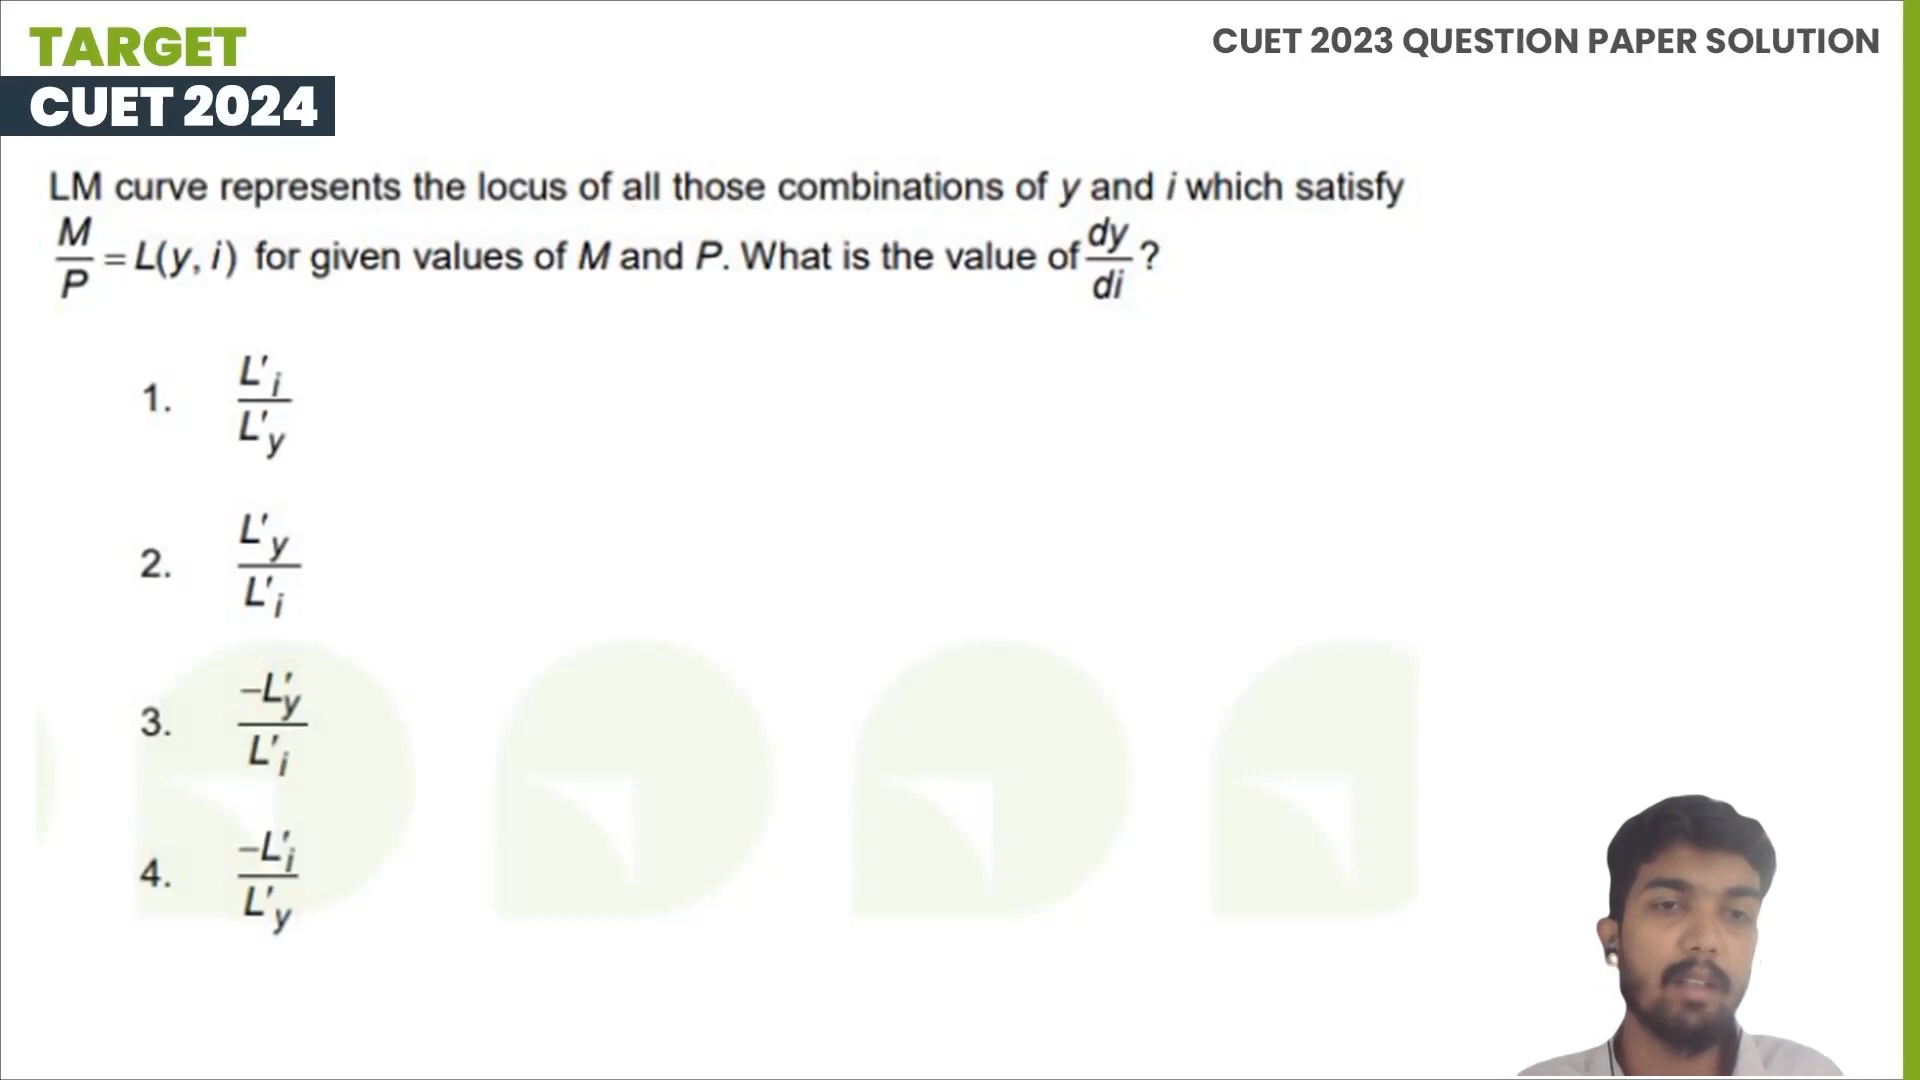 TARGET
CUET 2024
CUET 2023 QUESTION PAPER SOLUTION
LM curve represents the locus of all those combinations of y and i which satisfy
M/P = L(y, i) for given values of M and P. What is the value of dy/di ?
1. L′i / L′y
2. L′y / L′i
3. –L′y / L′i
4. –L′i / L′y